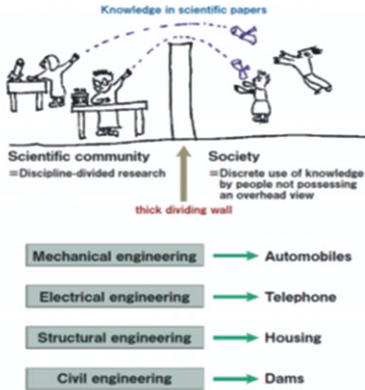 Knowledge in scientific papers
Scientific community
=Discipline-divided research
Society
=Discrete use of knowledge
by people not possessing
an overhead view
thick dividing wall
Mechanical engineering → Automobiles
Electrical engineering → Telephone
Structural engineering → Housing
Civil engineering → Dams